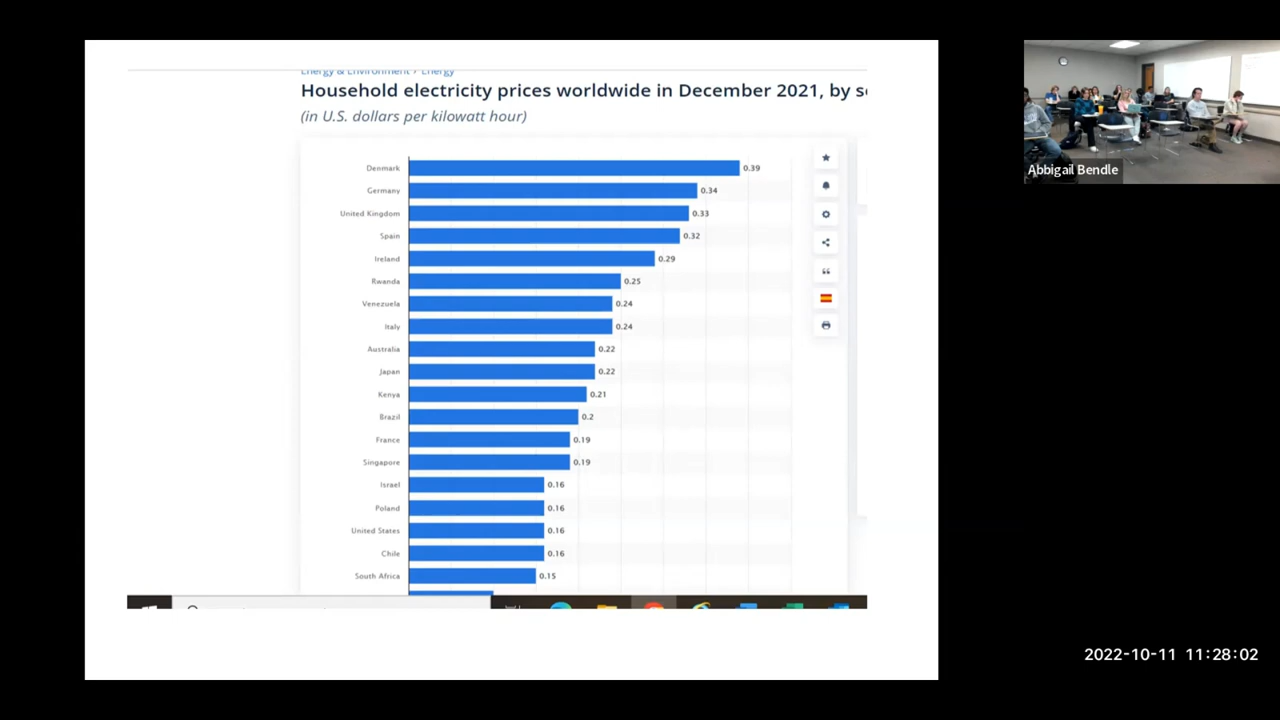 Energy & Environment › Energy
Household electricity prices worldwide in December 2021, by s
(in U.S. dollars per kilowatt hour)
Denmark 0.39
Germany 0.34
United Kingdom 0.33
Spain 0.32
Ireland 0.29
Rwanda 0.25
Venezuela 0.24
Italy 0.24
Australia 0.22
Japan 0.22
Kenya 0.21
Brazil 0.2
France 0.19
Singapore 0.19
Israel 0.16
Poland 0.16
United States 0.16
Chile 0.16
South Africa 0.15
Abbigail Bendle
2022-10-11 11:28:02